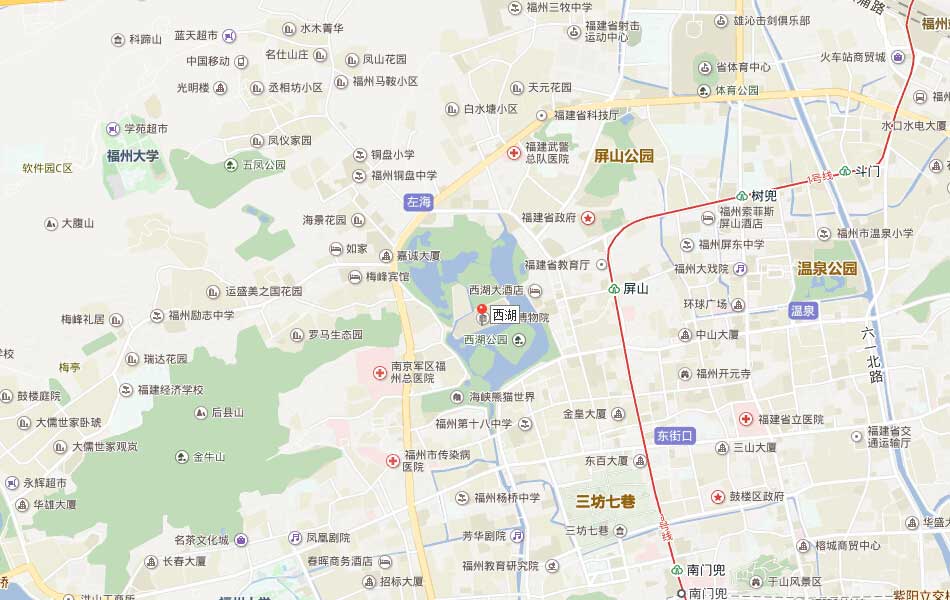 福州三牧中学
水木菁华
福建省射击
运动中心
雄沁击剑俱乐部
科蹄山
蓝天超市
名仕山庄
凤山花园
中国移动
火车站商贸城
省体育中心
光明楼
丞相坊小区
福州马鞍小区
天元花园
体育公园
白水塘小区
福建省科技厅
水口水电大厦
学苑超市
福州大学
凤仪家园
铜盘小学
福建武警
总队医院
屏山公园
软件园C区
五凤公园
福州铜盘中学
1号线
斗门
树兜
左海
大腹山
海景花园
福建省政府
福州索菲斯
屏山酒店
福州市温泉小学
如家
嘉诚大厦
福州屏东中学
梅峰宾馆
福建省教育厅
福州大戏院
温泉公园
运盛美之国花园
西湖大酒店
屏山
环球广场
温泉
梅峰礼居
福州励志中学
西湖
博物院
罗马生态园
西湖公园
中山大厦
六一北路
瑞达花园
梅亭
南京军区福
州总医院
福州开元寺
鼓楼庭院
福建经济学校
海峡熊猫世界
后县山
金皇大厦
福建省立医院
大儒世家卧琥
福州第十八中学
东街口
福建省交
通运输厅
大儒世家观岚
金牛山
福州市传染病
医院
东百大厦
三山大厦
永辉超市
华雄大厦
福州杨桥中学
三坊七巷
鼓楼区政府
1号线
三坊七巷
名茶文化城
凤凰剧院
芳华剧院
榕城商贸中心
长春大厦
春晖商务酒店
福州教育研究院
南门兜
招标大厦
于山风景区
南门兜